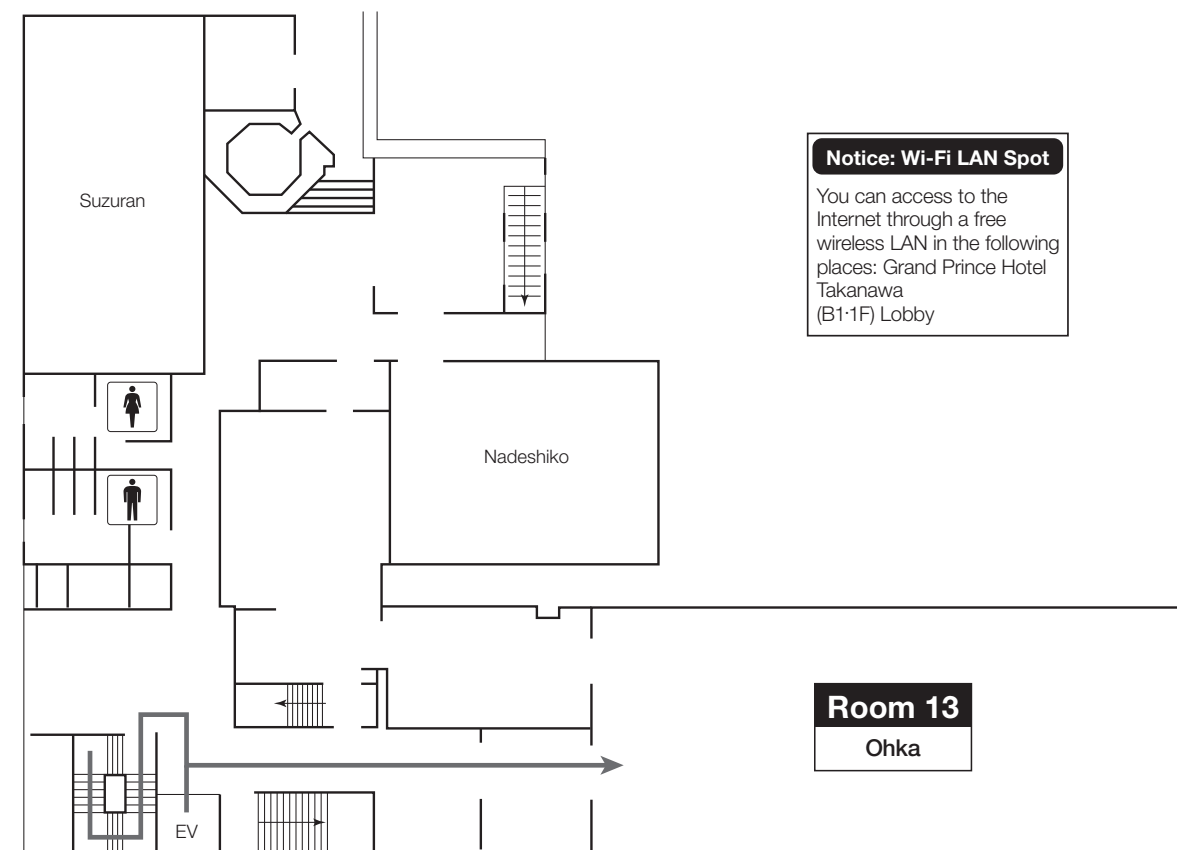 Suzuran
Notice: Wi-Fi LAN Spot
You can access to the
Internet through a free
wireless LAN in the following
places: Grand Prince Hotel
Takanawa
(B1·1F) Lobby
Nadeshiko
Room 13
Ohka
EV